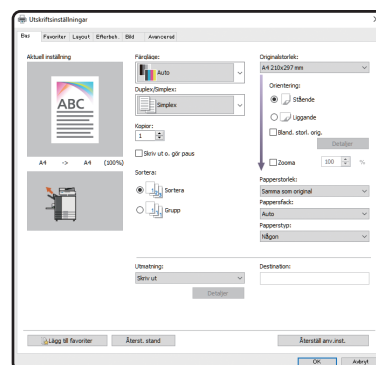 Utskriftsinställningar
Bas Favoriter Layout Efterbeh. Bild Avancerat
Aktuell inställning
ABC
A4 -> A4 (100%)
Färgläge:
Auto
Duplex/Simplex:
Simplex
Kopior:
1
Skriv ut o. gör paus
Sortera:
Sortera
Grupp
Utmatning:
Skriv ut
Detaljer
Originalstorlek:
A4 210x297 mm
Orientering:
Stående
Liggande
Bland. storl. orig.
Detaljer
Zooma 100 %
Papperstorlek:
Samma som original
Pappersfack:
Auto
Papperstyp:
Någon
Destination:
Lägg till favoriter Återst. stand Återställ anv.inst.
OK Avbryt